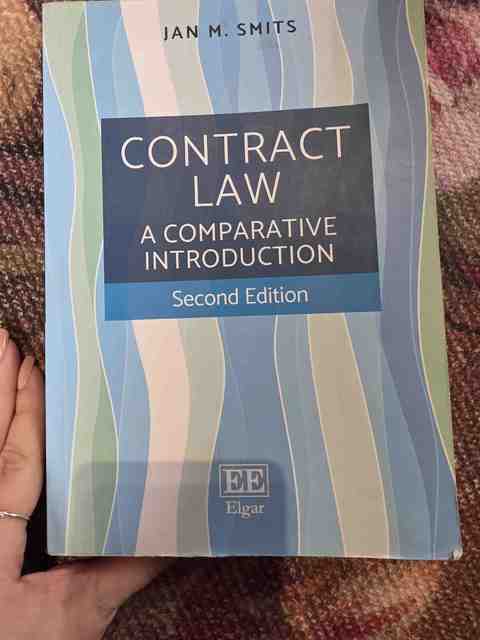 JAN M. SMITS
CONTRACT
LAW
A COMPARATIVE
INTRODUCTION
Second Edition
EE
Elgar